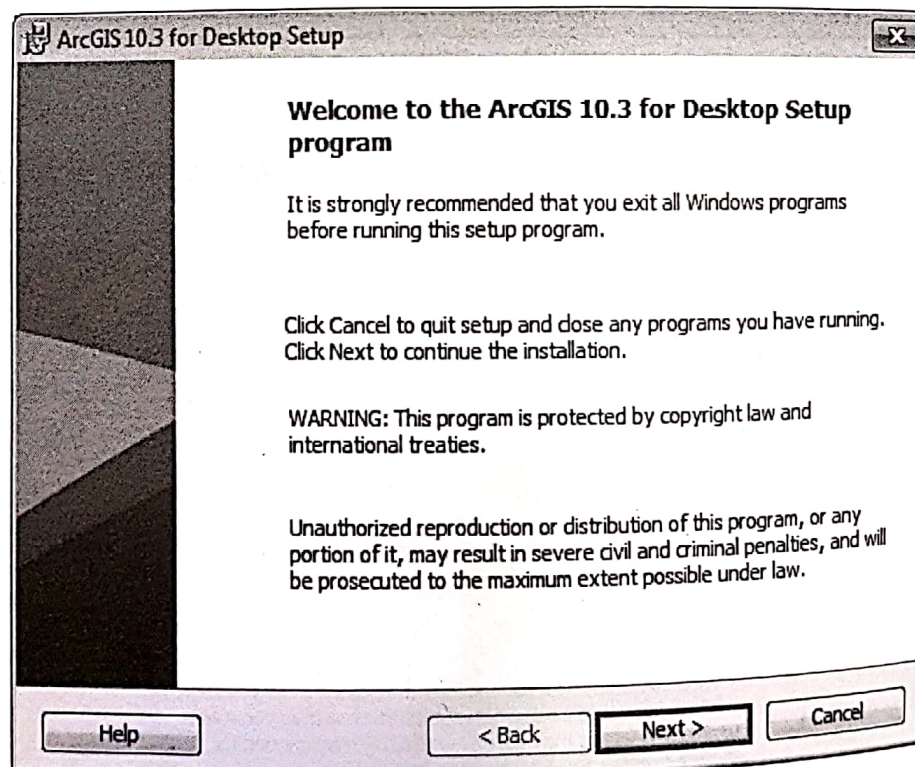 ArcGIS 10.3 for Desktop Setup
Welcome to the ArcGIS 10.3 for Desktop Setup
program
It is strongly recommended that you exit all Windows programs
before running this setup program.
Click Cancel to quit setup and close any programs you have running.
Click Next to continue the installation.
WARNING: This program is protected by copyright law and
international treaties.
Unauthorized reproduction or distribution of this program, or any
portion of it, may result in severe civil and criminal penalties, and will
be prosecuted to the maximum extent possible under law.
Help
< Back
Next >
Cancel